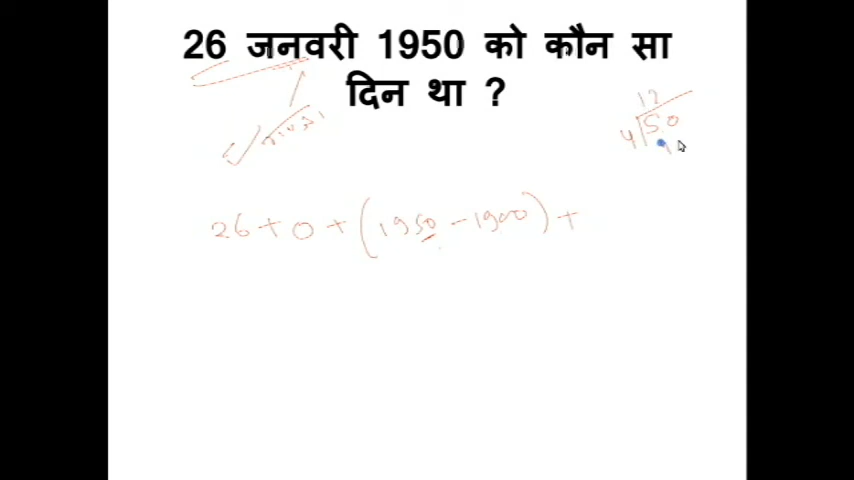 26 जनवरी 1950 को कौन सा
दिन था ?
12
4 50
26 + 0 + (1950 - 1900) +